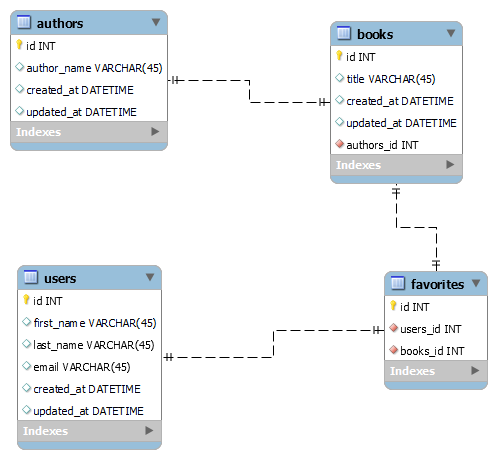 authors
id INT
author_name VARCHAR(45)
created_at DATETIME
updated_at DATETIME
Indexes
books
id INT
title VARCHAR(45)
created_at DATETIME
updated_at DATETIME
authors_id INT
Indexes
users
id INT
first_name VARCHAR(45)
last_name VARCHAR(45)
email VARCHAR(45)
created_at DATETIME
updated_at DATETIME
Indexes
favorites
id INT
users_id INT
books_id INT
Indexes